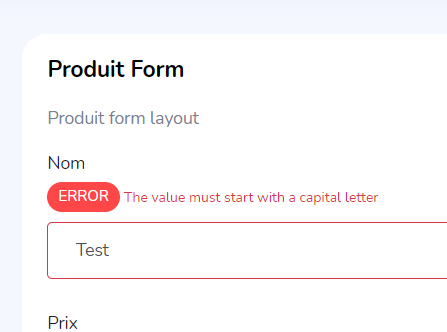 Produit Form
Produit form layout
Nom
ERROR The value must start with a capital letter
Test
Prix